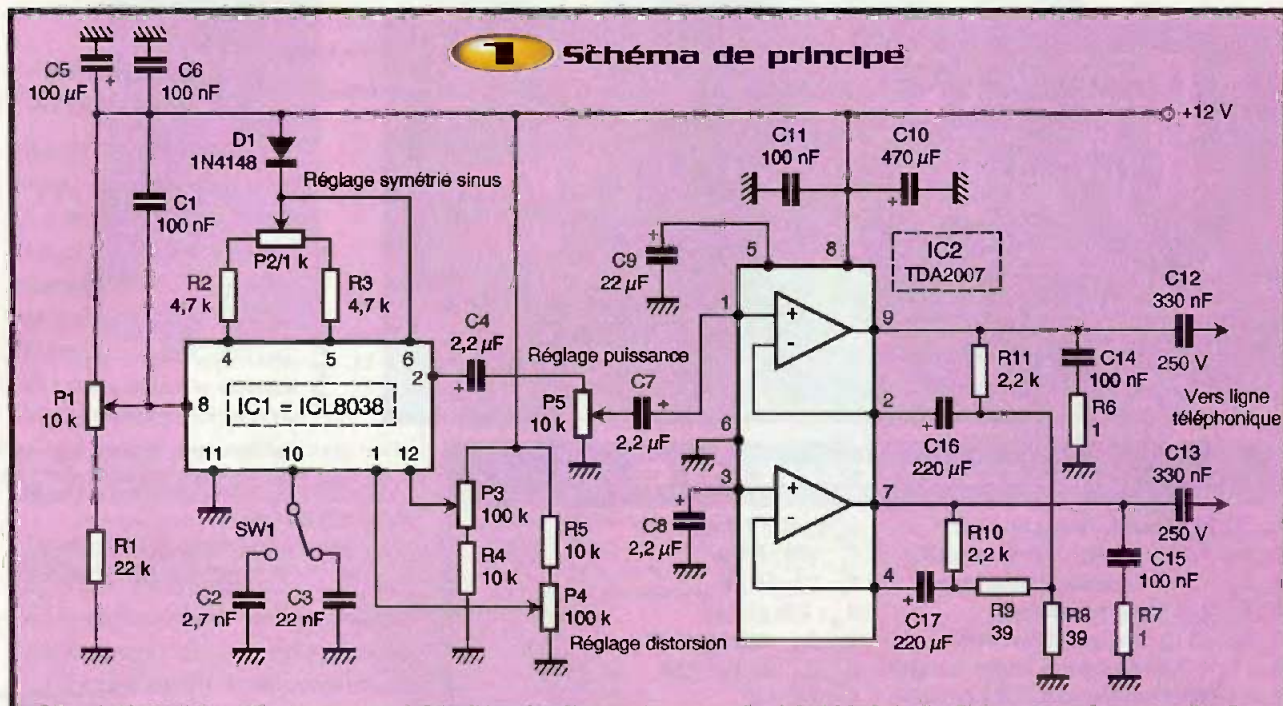 1 Schéma de principe
C5
100 µF
+
C6
100 nF
+12 V
D1
1N4148
C11
100 nF
C10
470 µF
+
Réglage symétrie sinus
C1
100 nF
P2/1 k
R2
4,7 k
R3
4,7 k
C9
22 µF
+
5
8
IC2
TDA2007
C12
330 nF
250 V
4
5
6
2
C4
2,2 µF
+
Réglage puissance
1
+
-
9
R11
2,2 k
C14
100 nF
P1
10 k
8
IC1 = ICL8038
P5
10 k
C7
2,2 µF
+
2
C16
220 µF
+
R6
1
Vers ligne
téléphonique
11
10
1
12
6
3
+
-
7
C13
330 nF
250 V
SW1
P3
100 k
R5
10 k
C8
2,2 µF
+
R10
2,2 k
C15
100 nF
R1
22 k
C2
2,7 nF
C3
22 nF
R4
10 k
P4
100 k
Réglage distorsion
4
C17
220 µF
+
R9
39
R8
39
R7
1